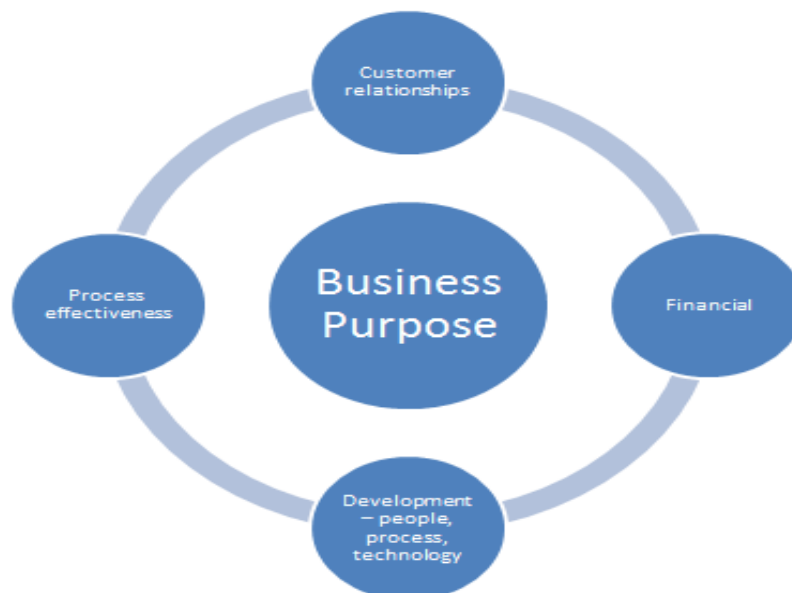 Customer
relationships
Process
effectiveness
Business
Purpose
Financial
Development
– people,
process,
technology